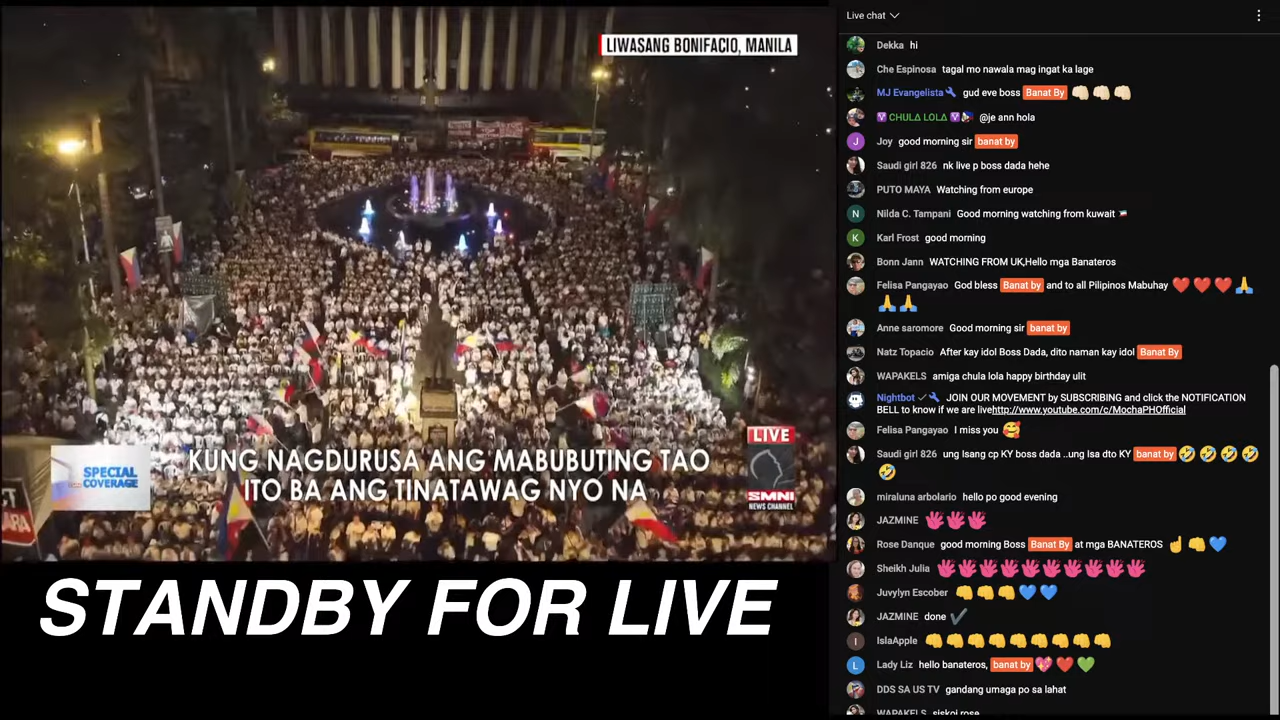 LIWASANG BONIFACIO, MANILA
KUNG NAGDURUSA ANG MABUBUTING TAO
ITO BA ANG TINATAWAG NYO NA
SPECIAL
COVERAGE
LIVE
SMNI
NEWS CHANNEL
STANDBY FOR LIVE
Live chat
Dekka hi
Che Espinosa tagal mo nawala mag ingat ka lage
MJ Evangelista gud eve boss Banat By
CHULA LOLA @je ann hola
J Joy good morning sir banat by
Saudi girl 826 nk live p boss dada hehe
PUTO MAYA Watching from europe
N Nilda C. Tampani Good morning watching from kuwait
K Karl Frost good morning
Bonn Jann WATCHING FROM UK,Hello mga Banateros
Felisa Pangayao God bless Banat By and to all Pilipinos Mabuhay
Anne saromore Good morning sir banat by
Natz Topacio After kay idol Boss Dada, dito naman kay idol Banat By
WAPAKELS amiga chula lola happy birthday ulit
Nightbot JOIN OUR MOVEMENT by SUBSCRIBING and click the NOTIFICATION
BELL to know if we are livehttp://www.youtube.com/c/MochaPHOfficial
Felisa Pangayao I miss you
Saudi girl 826 ung Isang cp KY boss dada ..ung Isa dto KY banat by
miraluna arbolario hello po good evening
JAZMINE
Rose Danque good morning Boss Banat By at mga BANATEROS
Sheikh Julia
Juvylyn Escober
JAZMINE done
I IslaApple
L Lady Liz hello banateros, banat by
DDS SA US TV gandang umaga po sa lahat
WAPAKELS siskoi rose